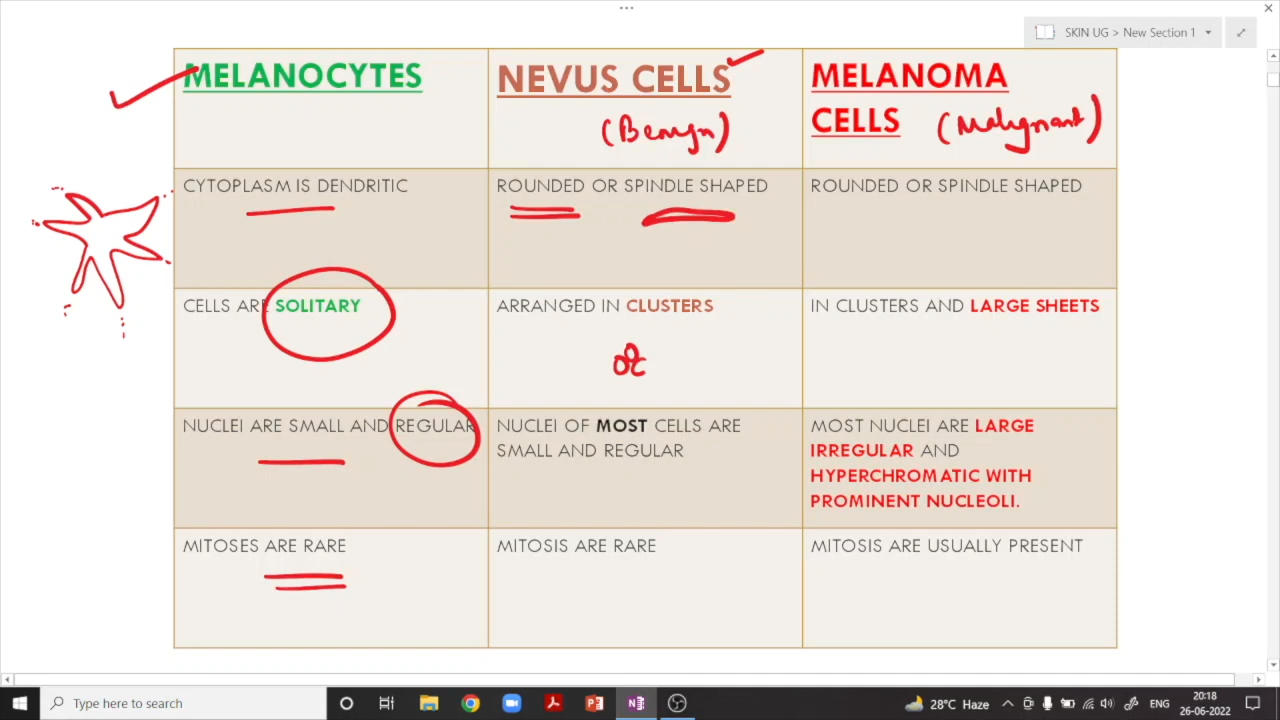 SKIN UG > New Section 1
MELANOCYTES
NEVUS CELLS
(Benign)
MELANOMA
CELLS (Malignant)
CYTOPLASM IS DENDRITIC
ROUNDED OR SPINDLE SHAPED
ROUNDED OR SPINDLE SHAPED
CELLS ARE SOLITARY
ARRANGED IN CLUSTERS
IN CLUSTERS AND LARGE SHEETS
NUCLEI ARE SMALL AND REGULAR
NUCLEI OF MOST CELLS ARE
SMALL AND REGULAR
MOST NUCLEI ARE LARGE
IRREGULAR AND
HYPERCHROMATIC WITH
PROMINENT NUCLEOLI.
MITOSES ARE RARE
MITOSIS ARE RARE
MITOSIS ARE USUALLY PRESENT
Type here to search
28°C Haze
ENG
20:18
26-06-2022